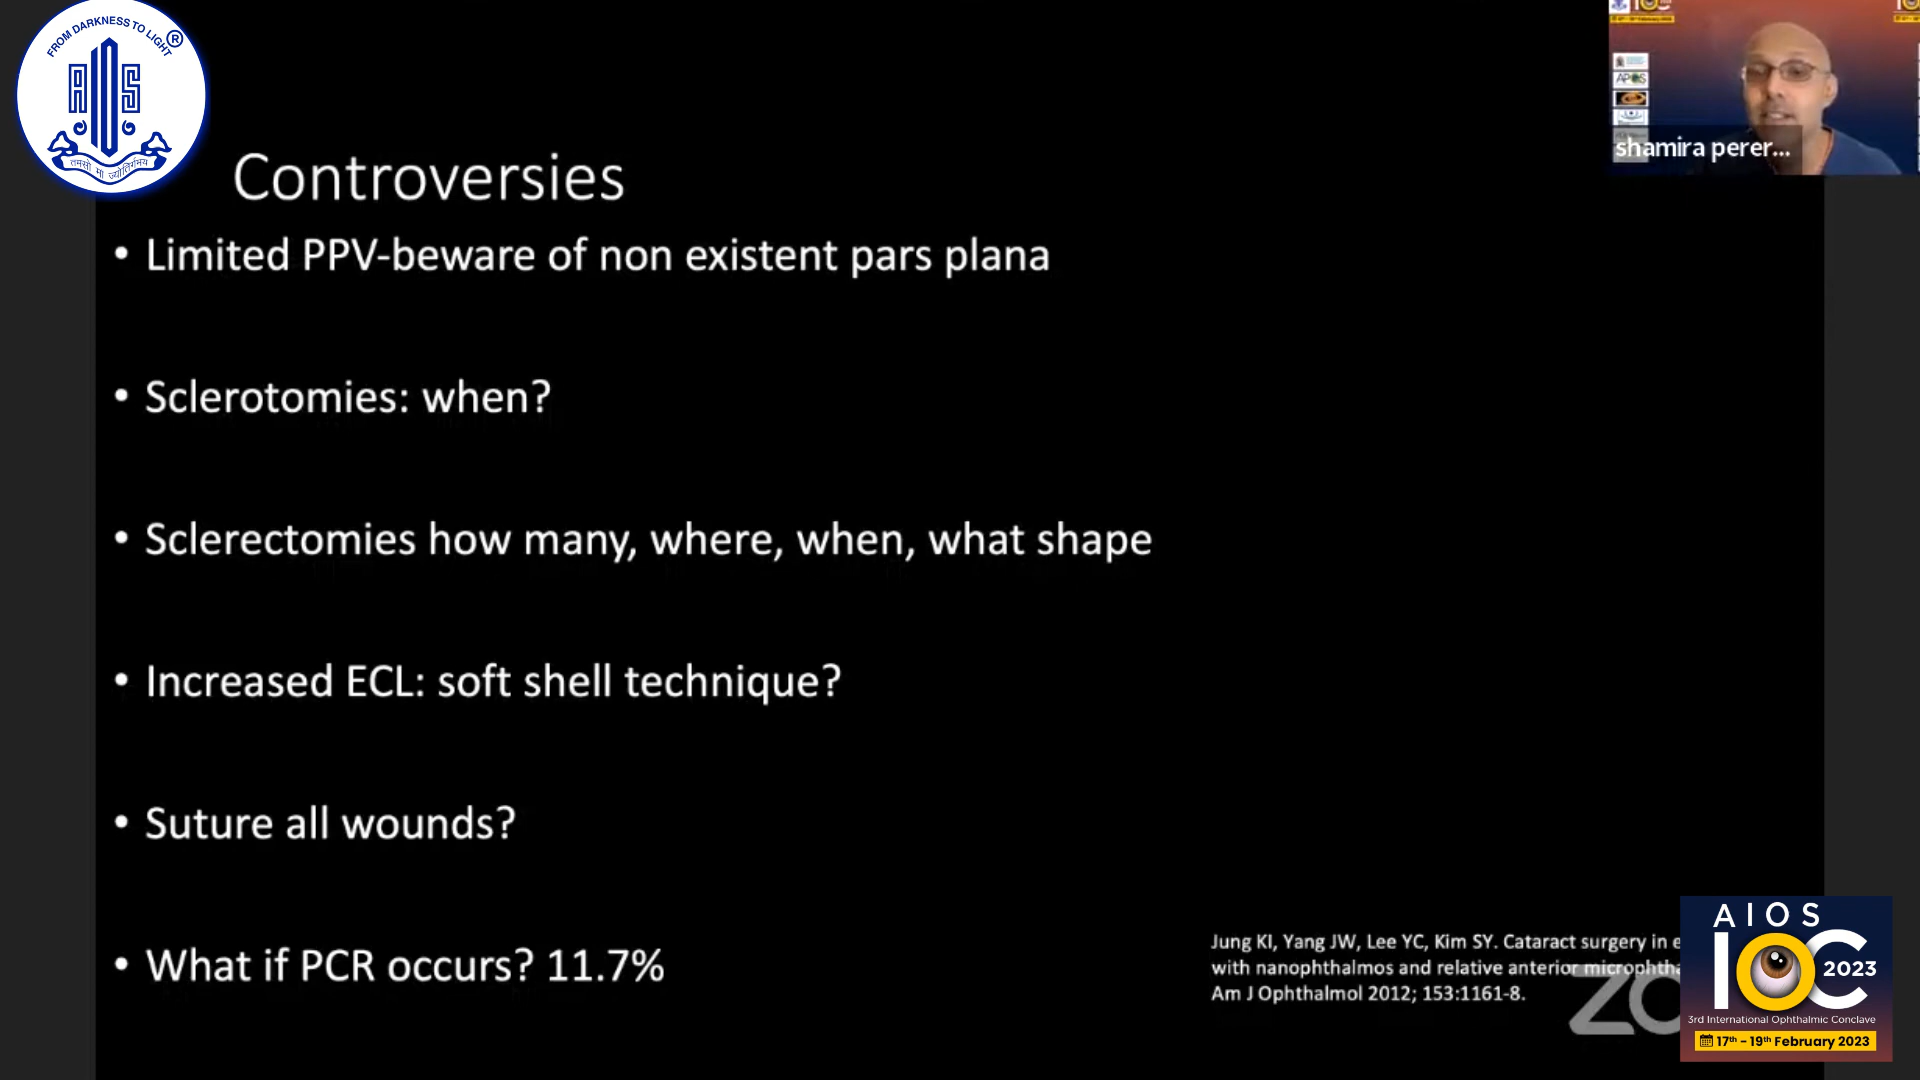 FROM DARKNESS TO LIGHT
®
AIOS
तमसो मा ज्योतिर्गमय
APOS
shamira perer...
Controversies
• Limited PPV-beware of non existent pars plana
• Sclerotomies: when?
• Sclerectomies how many, where, when, what shape
• Increased ECL: soft shell technique?
• Suture all wounds?
• What if PCR occurs? 11.7%
Jung KI, Yang JW, Lee YC, Kim SY. Cataract surgery in e
with nanophthalmos and relative anterior microphtha
Am J Ophthalmol 2012; 153:1161-8.
AIOS
IOC
2023
3rd International Ophthalmic Conclave
17th - 19th February 2023